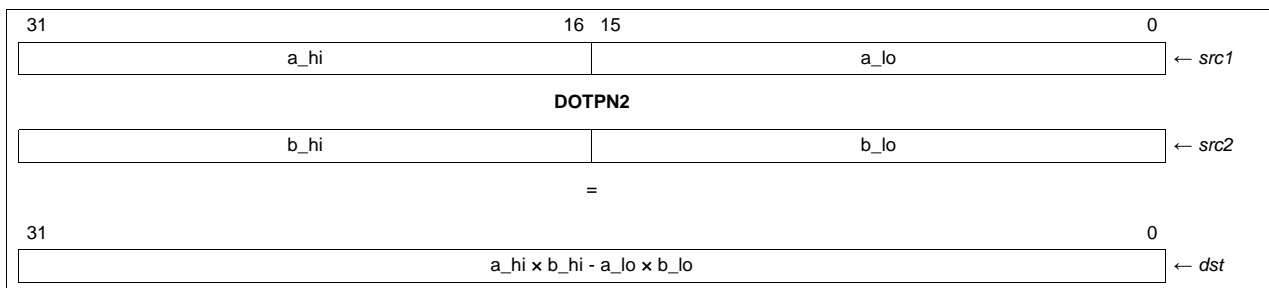 31 16 15 0
a_hi a_lo ← src1
DOTPN2
b_hi b_lo ← src2
=
31 0
a_hi × b_hi - a_lo × b_lo ← dst